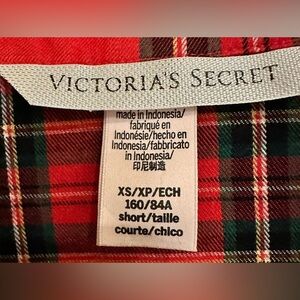 VICTORIA'S SECRET
made in Indonesia/
fabriqué en
Indonésie/hecho en
Indonesia/fabbricato
in Indonesia/
印尼制造
XS/XP/ECH
160/84A
short/taille
courte/chico